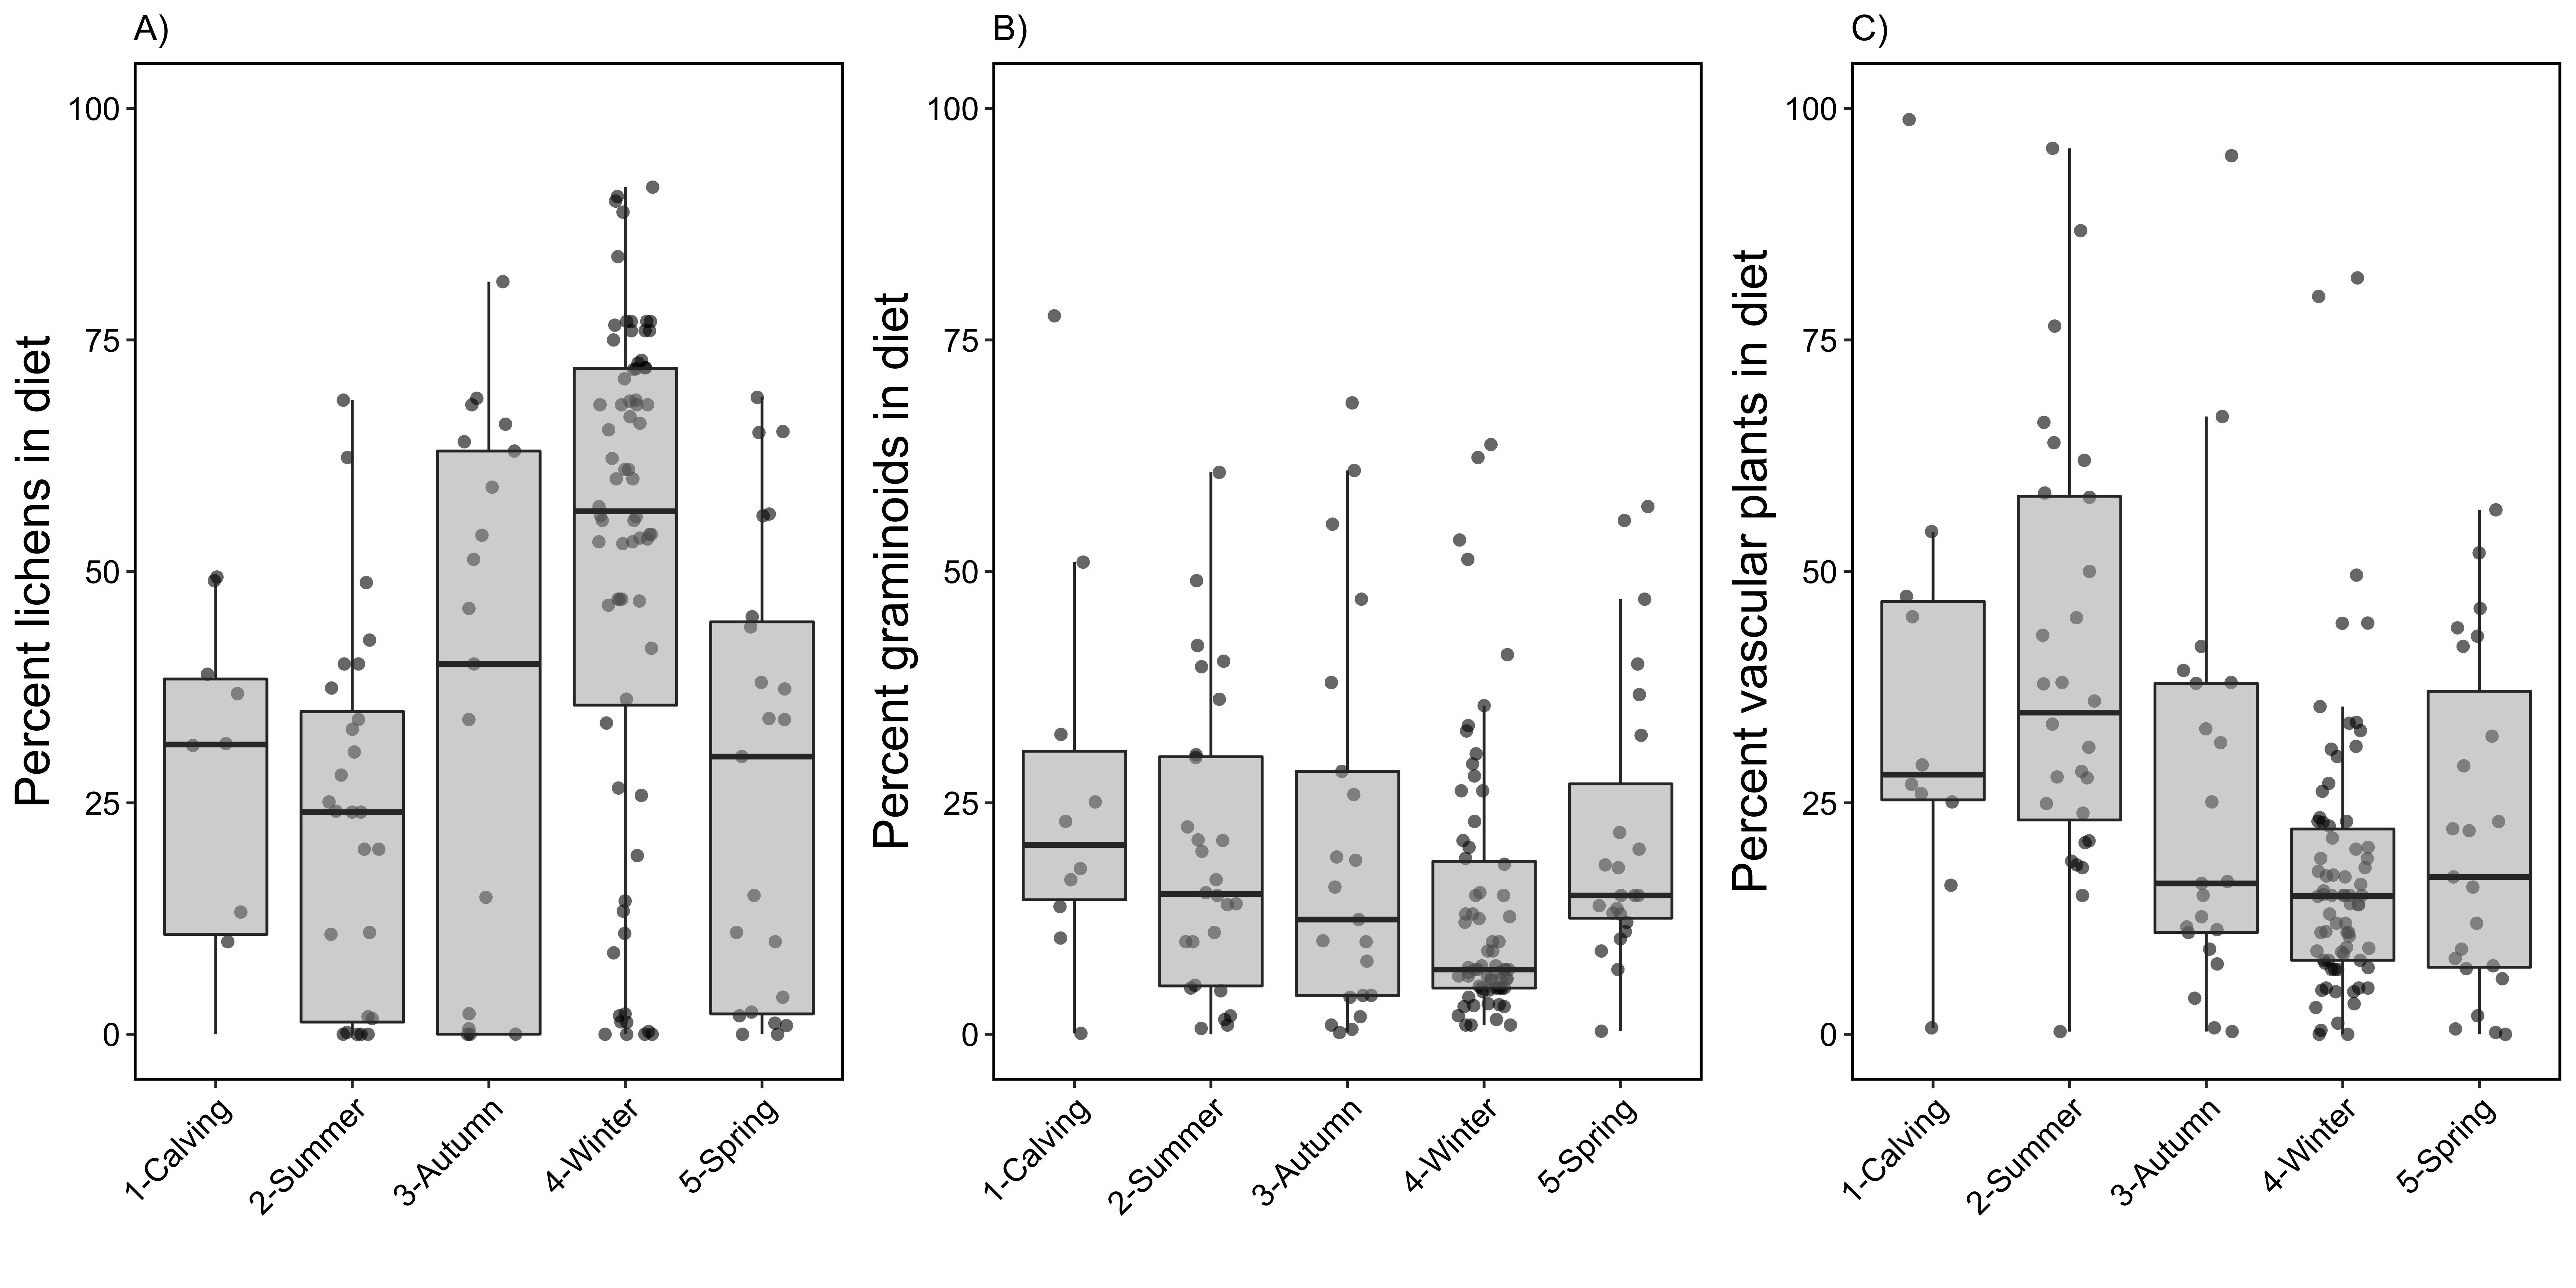 A)
Percent lichens in diet
100
75
50
25
0
1-Calving
2-Summer
3-Autumn
4-Winter
5-Spring
B)
Percent graminoids in diet
100
75
50
25
0
1-Calving
2-Summer
3-Autumn
4-Winter
5-Spring
C)
Percent vascular plants in diet
100
75
50
25
0
1-Calving
2-Summer
3-Autumn
4-Winter
5-Spring